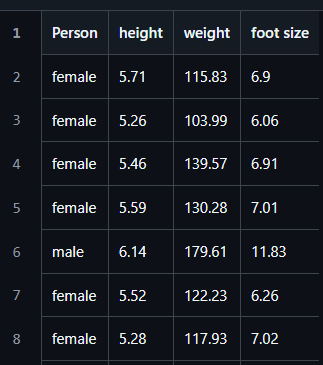 1 Person height weight foot size
2 female 5.71 115.83 6.9
3 female 5.26 103.99 6.06
4 female 5.46 139.57 6.91
5 female 5.59 130.28 7.01
6 male 6.14 179.61 11.83
7 female 5.52 122.23 6.26
8 female 5.28 117.93 7.02